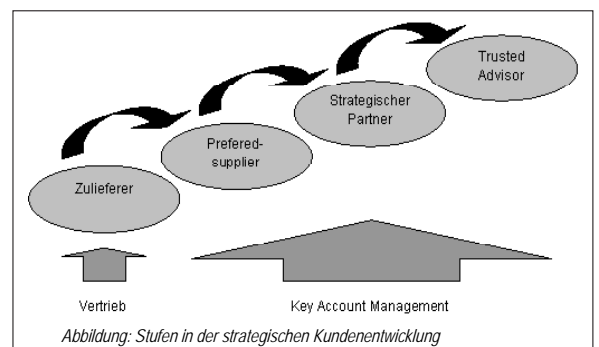 Trusted
Advisor
Strategischer
Partner
Prefered-
supplier
Zulieferer
Vertrieb
Key Account Management
Abbildung: Stufen in der strategischen Kundenentwicklung